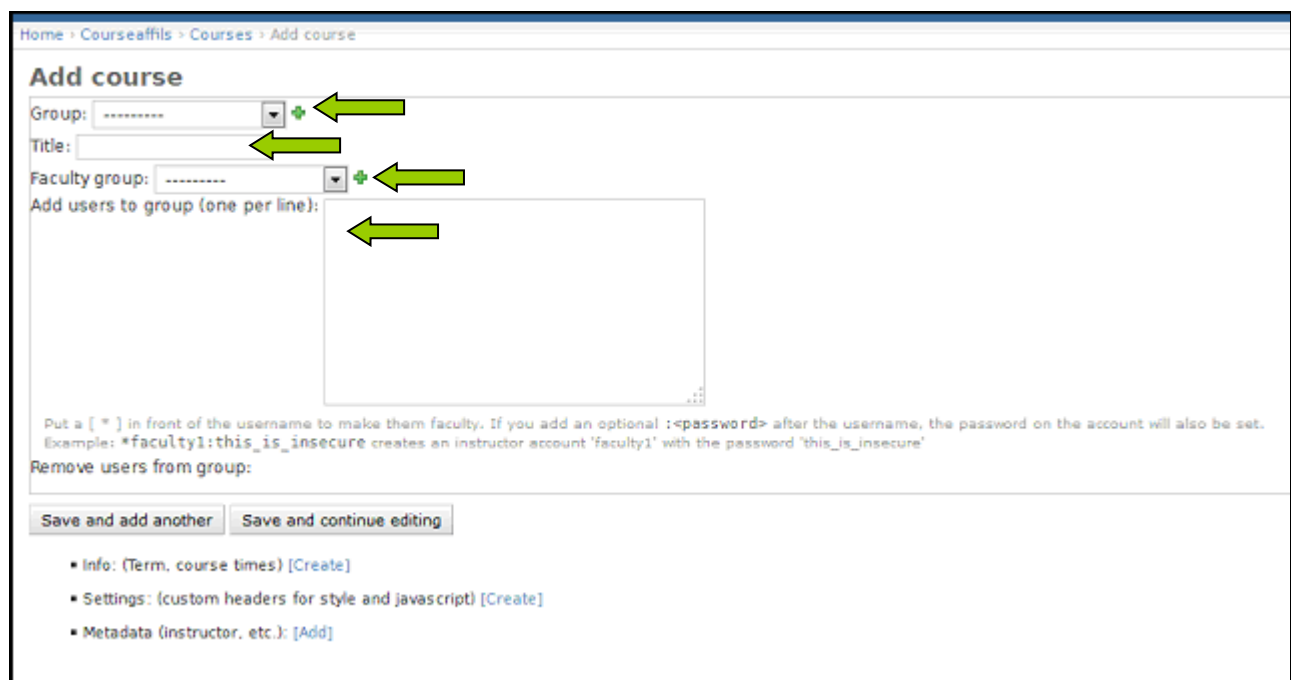 Home › Courseaffils › Courses › Add course
Add course
Group: ---------
Title:
Faculty group: ---------
Add users to group (one per line):
Put a [ * ] in front of the username to make them faculty. If you add an optional :<password> after the username, the password on the account will also be set.
Example: *faculty1:this_is_insecure creates an instructor account 'faculty1' with the password 'this_is_insecure'
Remove users from group:
Save and add another Save and continue editing
▪ Info: (Term, course times) [Create]
▪ Settings: (custom headers for style and javascript) [Create]
▪ Metadata (instructor, etc.): [Add]